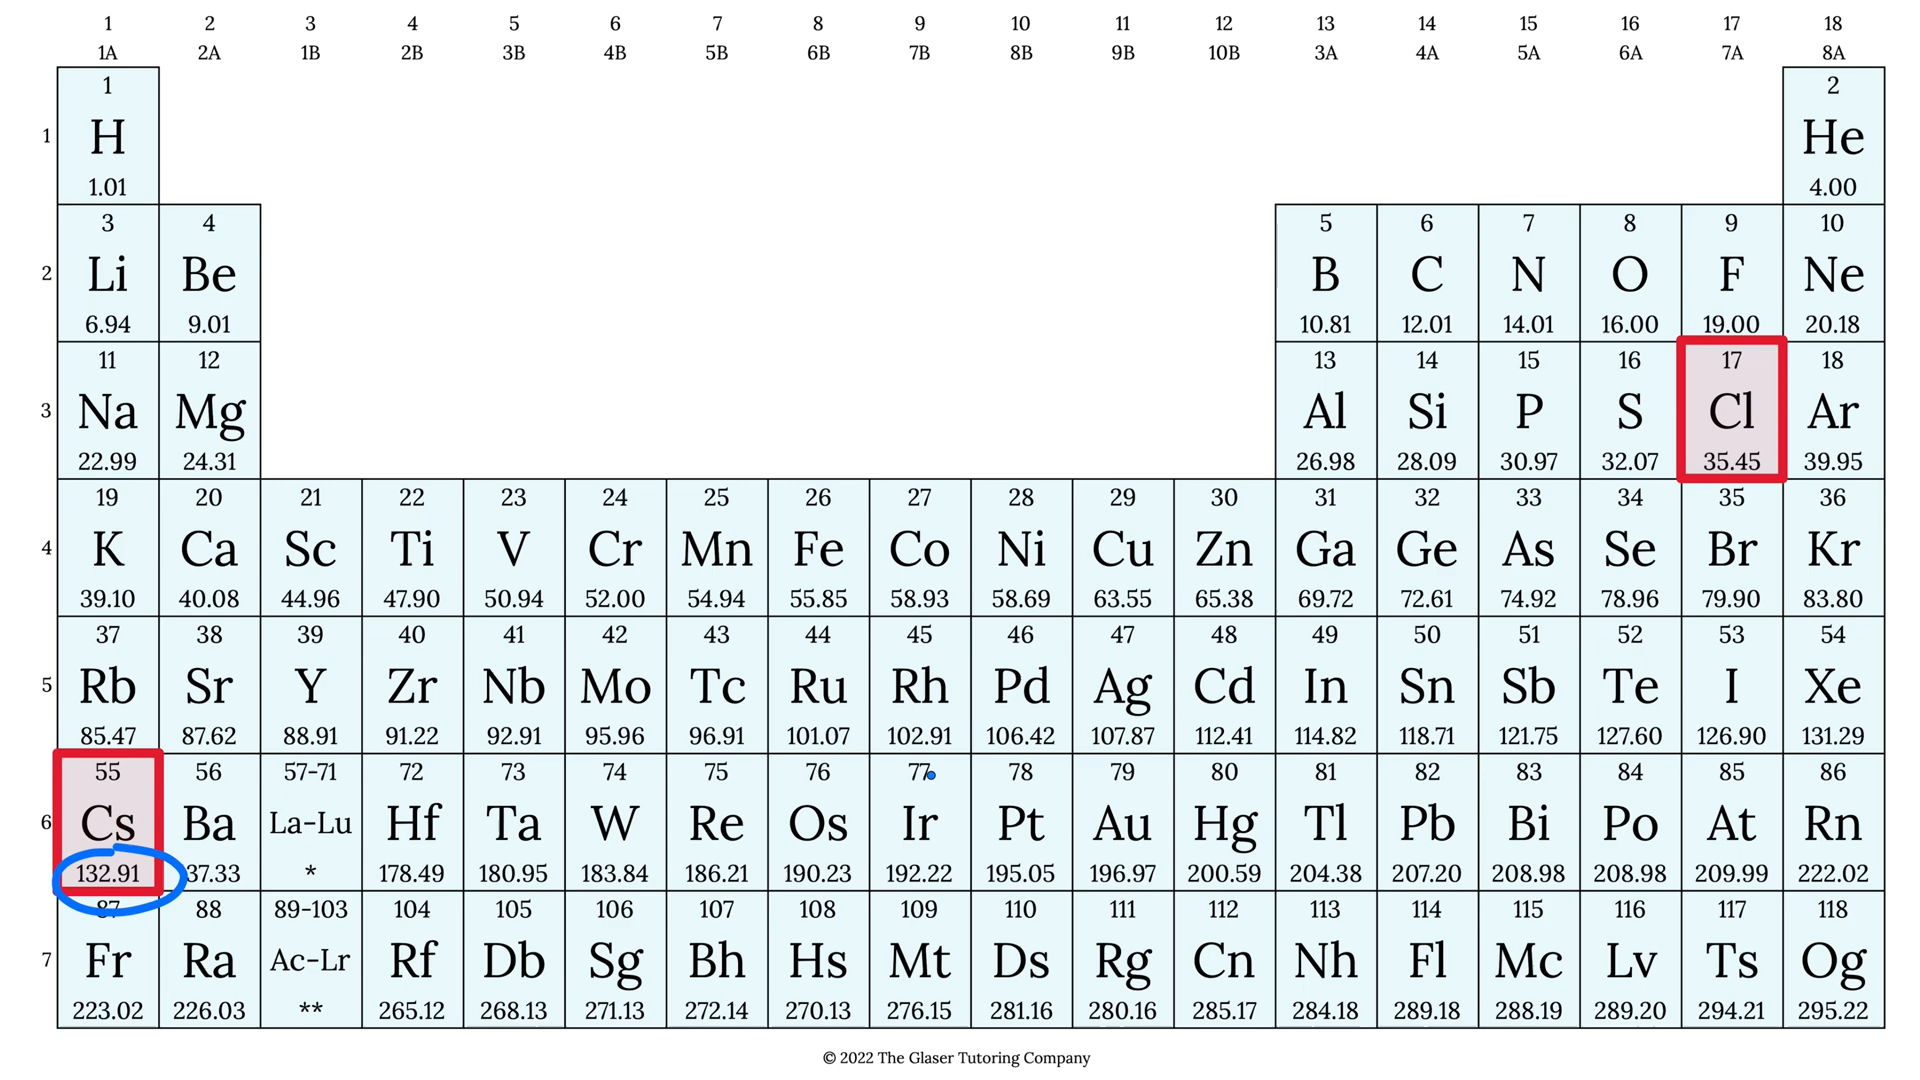 1 2 3 4 5 6 7 8 9 10 11 12 13 14 15 16 17 18
1A 2A 1B 2B 3B 4B 5B 6B 7B 8B 9B 10B 3A 4A 5A 6A 7A 8A
1 2
1 H He
1.01 4.00
3 4 5 6 7 8 9 10
2 Li Be B C N O F Ne
6.94 9.01 10.81 12.01 14.01 16.00 19.00 20.18
11 12 13 14 15 16 17 18
3 Na Mg Al Si P S Cl Ar
22.99 24.31 26.98 28.09 30.97 32.07 35.45 39.95
19 20 21 22 23 24 25 26 27 28 29 30 31 32 33 34 35 36
4 K Ca Sc Ti V Cr Mn Fe Co Ni Cu Zn Ga Ge As Se Br Kr
39.10 40.08 44.96 47.90 50.94 52.00 54.94 55.85 58.93 58.69 63.55 65.38 69.72 72.61 74.92 78.96 79.90 83.80
37 38 39 40 41 42 43 44 45 46 47 48 49 50 51 52 53 54
5 Rb Sr Y Zr Nb Mo Tc Ru Rh Pd Ag Cd In Sn Sb Te I Xe
85.47 87.62 88.91 91.22 92.91 95.96 96.91 101.07 102.91 106.42 107.87 112.41 114.82 118.71 121.75 127.60 126.90 131.29
55 56 57-71 72 73 74 75 76 77 78 79 80 81 82 83 84 85 86
6 Cs Ba La-Lu Hf Ta W Re Os Ir Pt Au Hg Tl Pb Bi Po At Rn
132.91 37.33 * 178.49 180.95 183.84 186.21 190.23 192.22 195.05 196.97 200.59 204.38 207.20 208.98 208.98 209.99 222.02
87 88 89-103 104 105 106 107 108 109 110 111 112 113 114 115 116 117 118
7 Fr Ra Ac-Lr Rf Db Sg Bh Hs Mt Ds Rg Cn Nh Fl Mc Lv Ts Og
223.02 226.03 ** 265.12 268.13 271.13 272.14 270.13 276.15 281.16 280.16 285.17 284.18 289.18 288.19 289.20 294.21 295.22
© 2022 The Glaser Tutoring Company